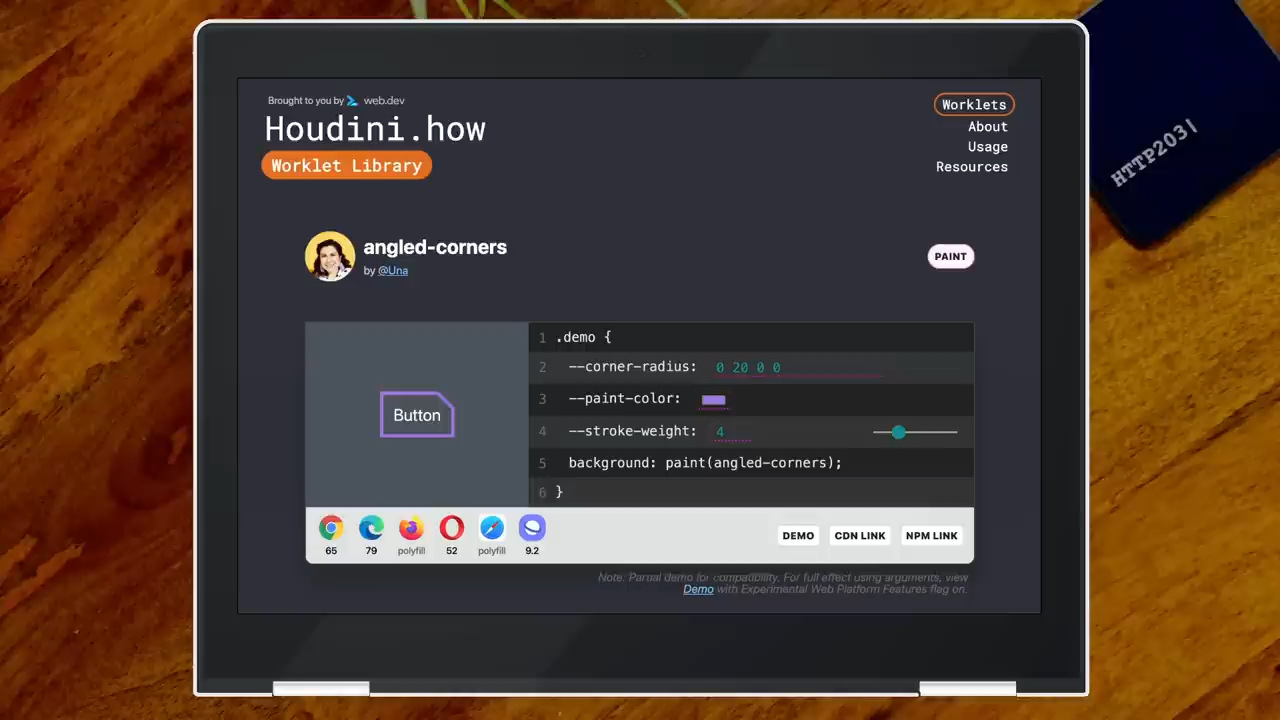 Brought to you by web.dev
Houdini.how
Worklet Library
Worklets
About
Usage
Resources
HTTP203|
angled-corners
by @Una
PAINT
Button
1 .demo {
2 --corner-radius: 0 20 0 0
3 --paint-color:
4 --stroke-weight: 4
5 background: paint(angled-corners);
6 }
65
79
polyfill
52
polyfill
9.2
DEMO
CDN LINK
NPM LINK
Note: Partial demo for compatibility. For full effect using arguments, view
Demo with Experimental Web Platform Features flag on.